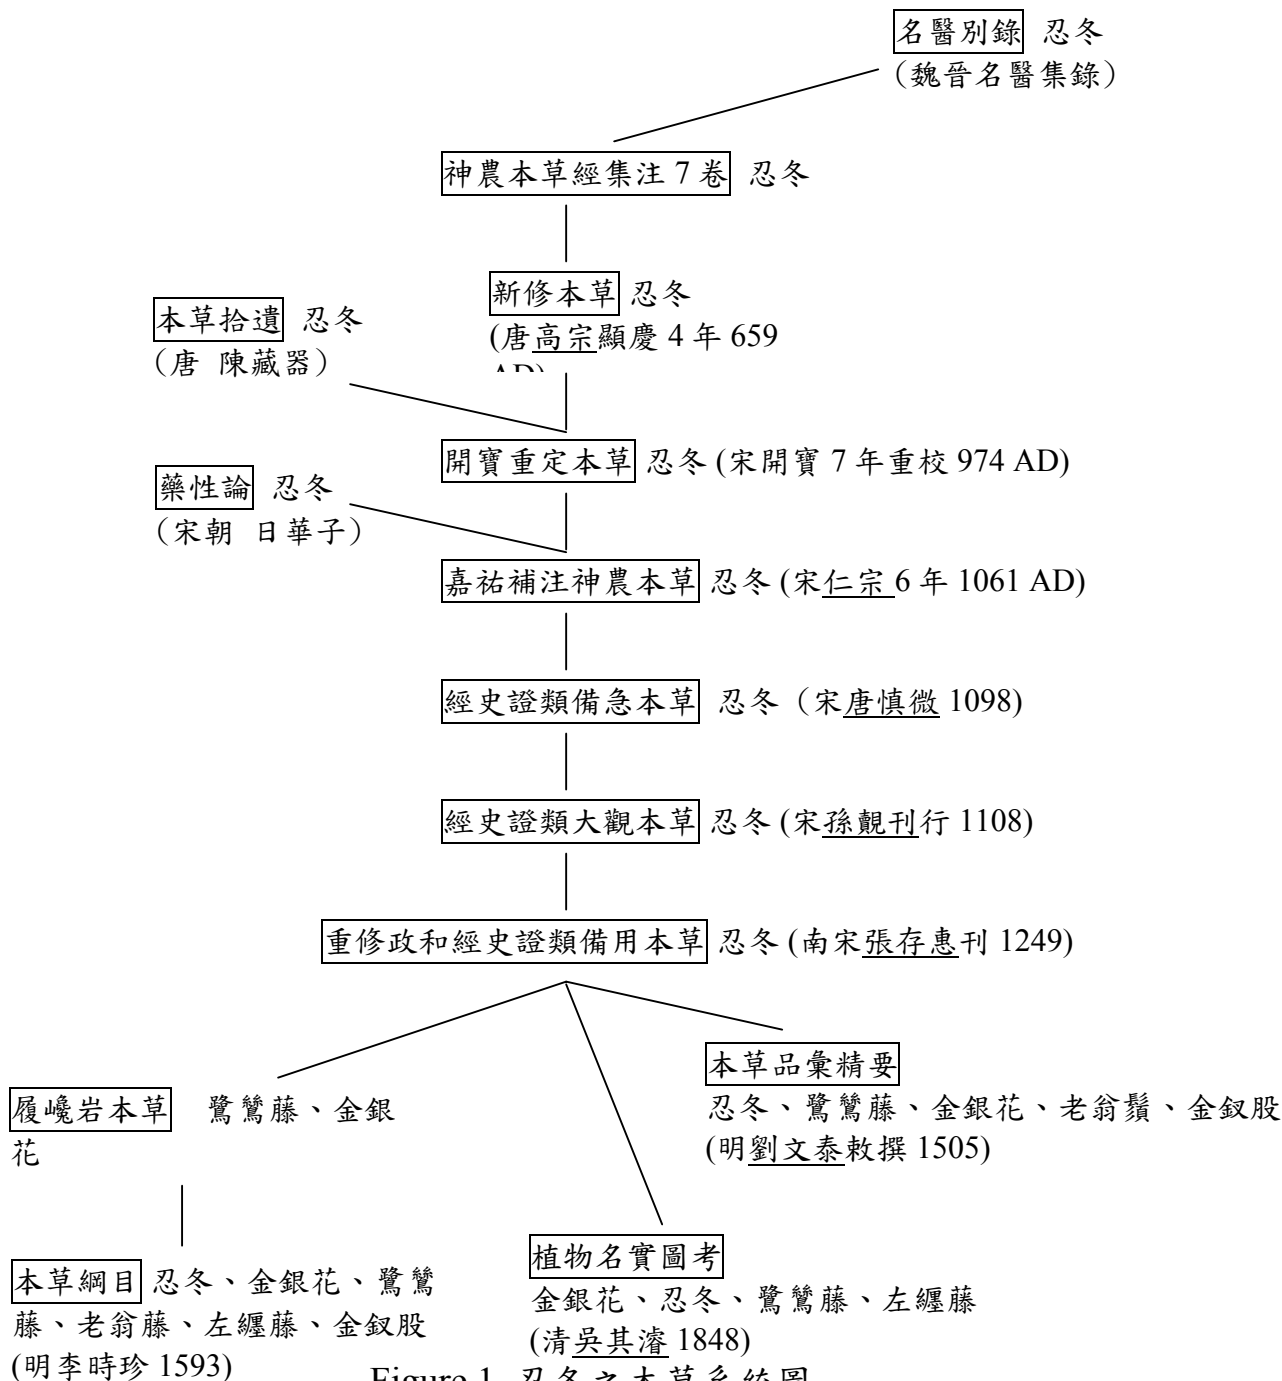 名醫別錄 忍冬
（魏晉名醫集錄）
神農本草經集注 7 卷 忍冬
新修本草 忍冬
(唐高宗顯慶 4 年 659
AD)
本草拾遺 忍冬
（唐 陳藏器）
開寶重定本草 忍冬 (宋開寶 7 年重校 974 AD)
藥性論 忍冬
（宋朝 日華子）
嘉祐補注神農本草 忍冬 (宋仁宗 6 年 1061 AD)
經史證類備急本草 忍冬（宋唐慎微 1098)
經史證類大觀本草 忍冬 (宋孫覿刊行 1108)
重修政和經史證類備用本草 忍冬 (南宋張存惠刊 1249)
本草品彙精要
忍冬、鷺鷥藤、金銀花、老翁鬚、金釵股
(明劉文泰敕撰 1505)
履巉岩本草 鷺鷥藤、金銀
花
本草綱目 忍冬、金銀花、鷺鷥
藤、老翁藤、左纏藤、金釵股
(明李時珍 1593)
植物名實圖考
金銀花、忍冬、鷺鷥藤、左纏藤
(清吳其濬 1848)
Figure 1 忍冬之本草系統圖